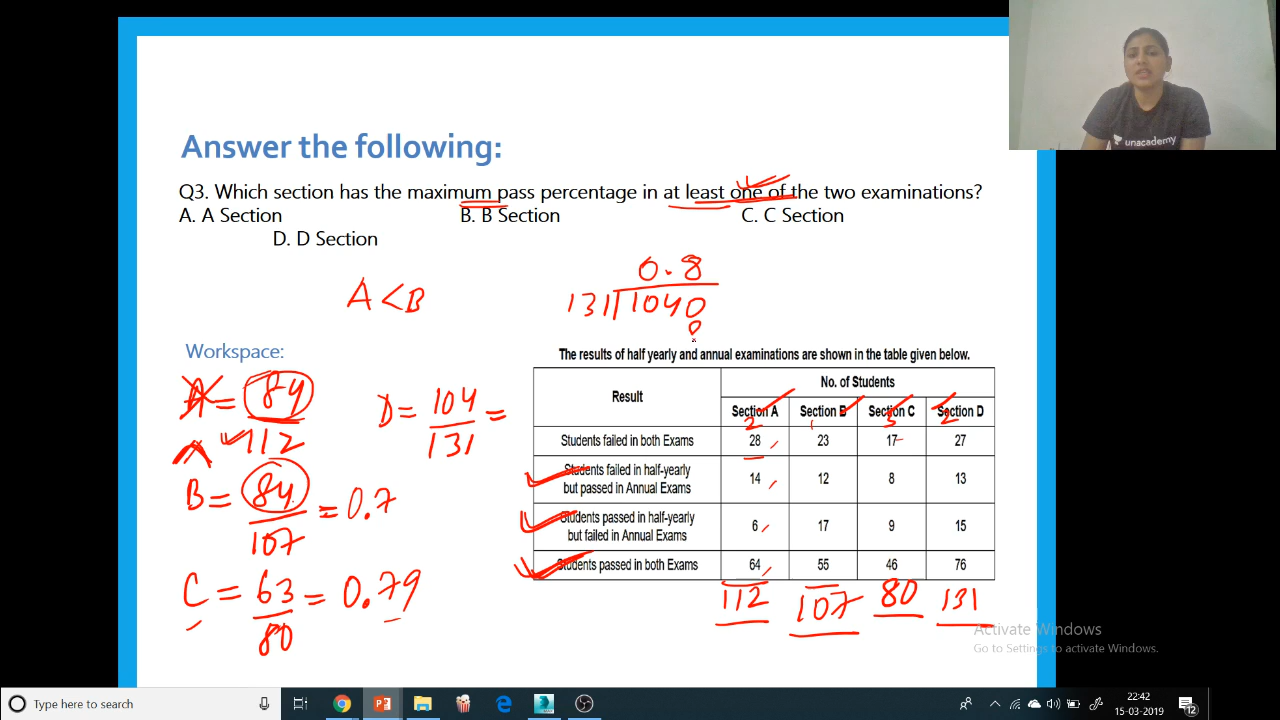 unacademy
Answer the following:
Q3. Which section has the maximum pass percentage in at least one of the two examinations?
A. A Section B. B Section C. C Section
D. D Section
0.8
A < B 131 1040
0
Workspace:
A = 84
112
D = 104 =
131
B = 84 = 0.7
107
C = 63 = 0.79
80
The results of half yearly and annual examinations are shown in the table given below.
Result No. of Students
Section A Section B Section C Section D
2 1 3 2
Students failed in both Exams 28 23 17 27
Students failed in half-yearly
but passed in Annual Exams 14 12 8 13
Students passed in half-yearly
but failed in Annual Exams 6 17 9 15
Students passed in both Exams 64 55 46 76
112 107 80 131
Activate Windows
Go to Settings to activate Windows.
Type here to search
22:42
15-03-2019
12